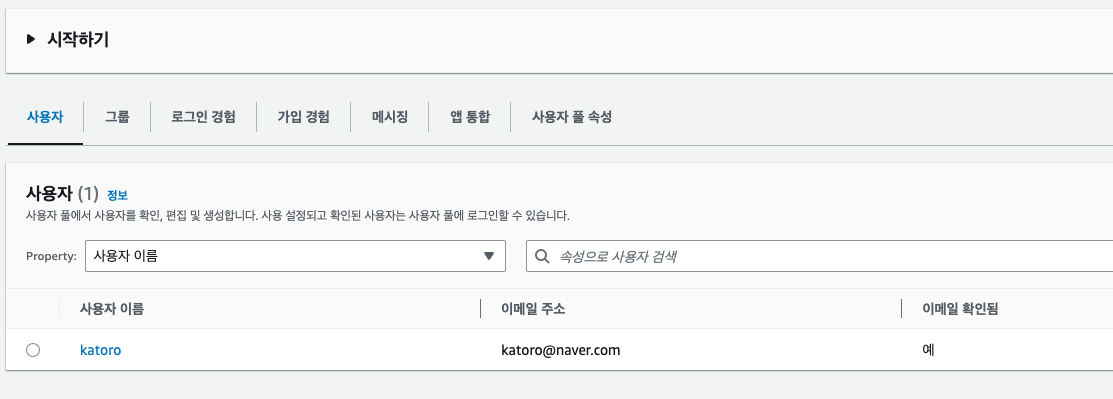 시작하기
사용자 그룹 로그인 경험 가입 경험 메시징 앱 통합 사용자 풀 속성
사용자 (1) 정보
사용자 풀에서 사용자를 확인, 편집 및 생성합니다. 사용 설정되고 확인된 사용자는 사용자 풀에 로그인할 수 있습니다.
Property: 사용자 이름 속성으로 사용자 검색
사용자 이름 이메일 주소 이메일 확인됨
katoro katoro@naver.com 예